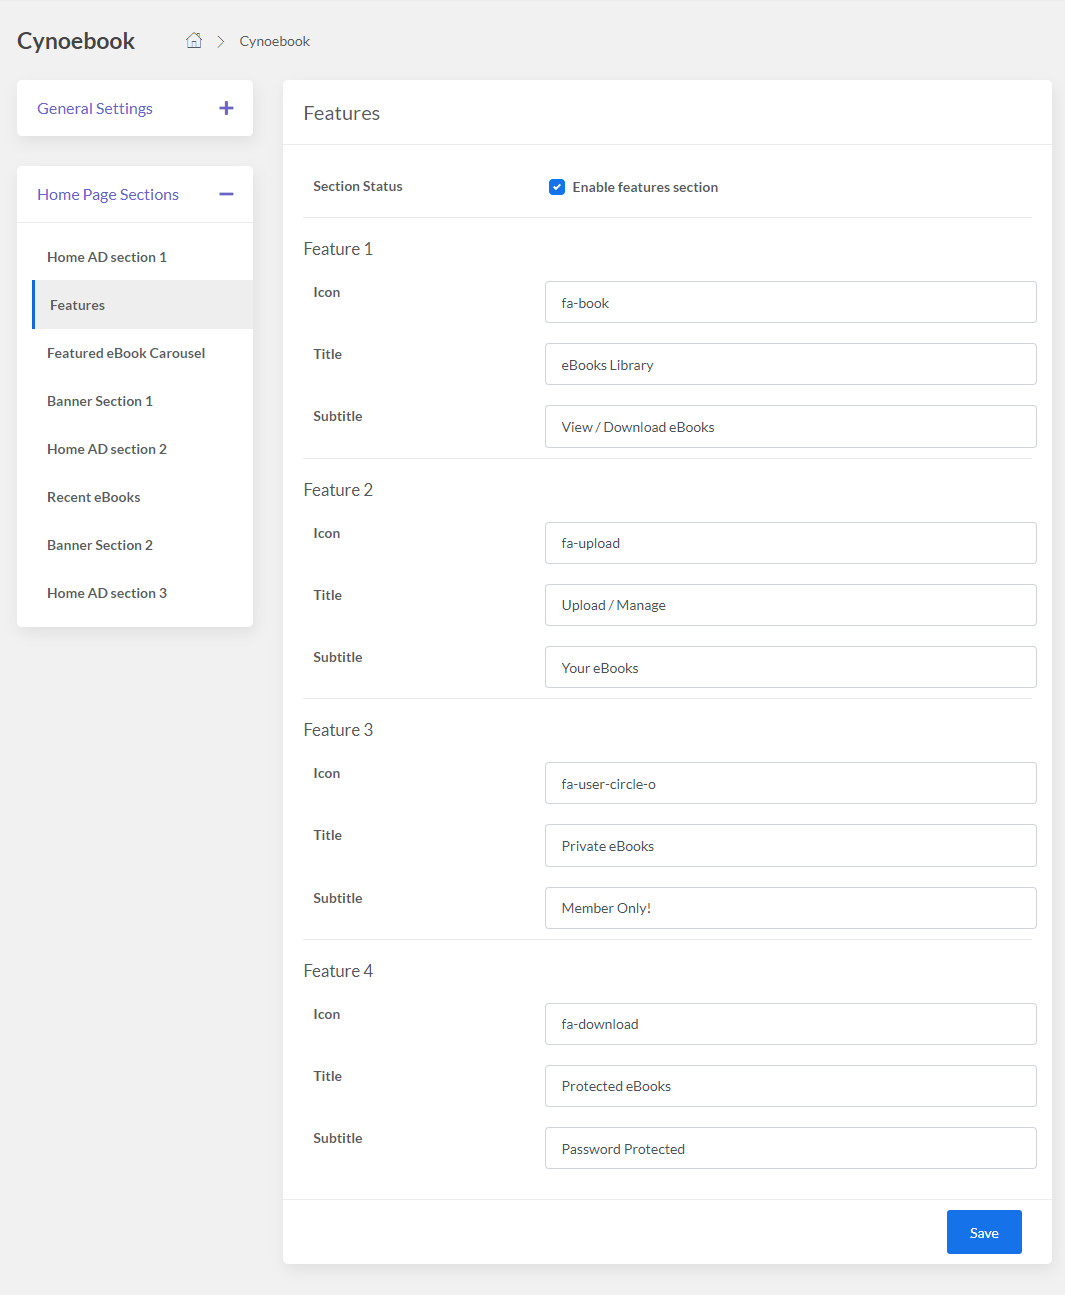 Cynoebook
Cynoebook
General Settings
Home Page Sections
Home AD section 1
Features
Featured eBook Carousel
Banner Section 1
Home AD section 2
Recent eBooks
Banner Section 2
Home AD section 3
Features
Section Status
Enable features section
Feature 1
Icon
fa-book
Title
eBooks Library
Subtitle
View / Download eBooks
Feature 2
Icon
fa-upload
Title
Upload / Manage
Subtitle
Your eBooks
Feature 3
Icon
fa-user-circle-o
Title
Private eBooks
Subtitle
Member Only!
Feature 4
Icon
fa-download
Title
Protected eBooks
Subtitle
Password Protected
Save